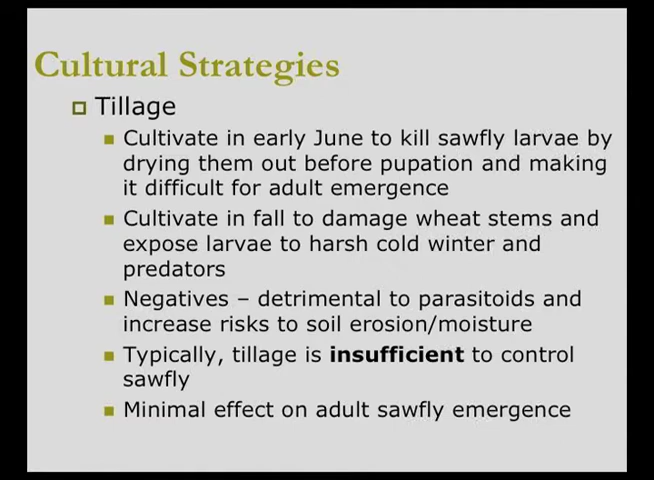 Cultural Strategies
Tillage
Cultivate in early June to kill sawfly larvae by
drying them out before pupation and making
it difficult for adult emergence
Cultivate in fall to damage wheat stems and
expose larvae to harsh cold winter and
predators
Negatives – detrimental to parasitoids and
increase risks to soil erosion/moisture
Typically, tillage is insufficient to control
sawfly
Minimal effect on adult sawfly emergence